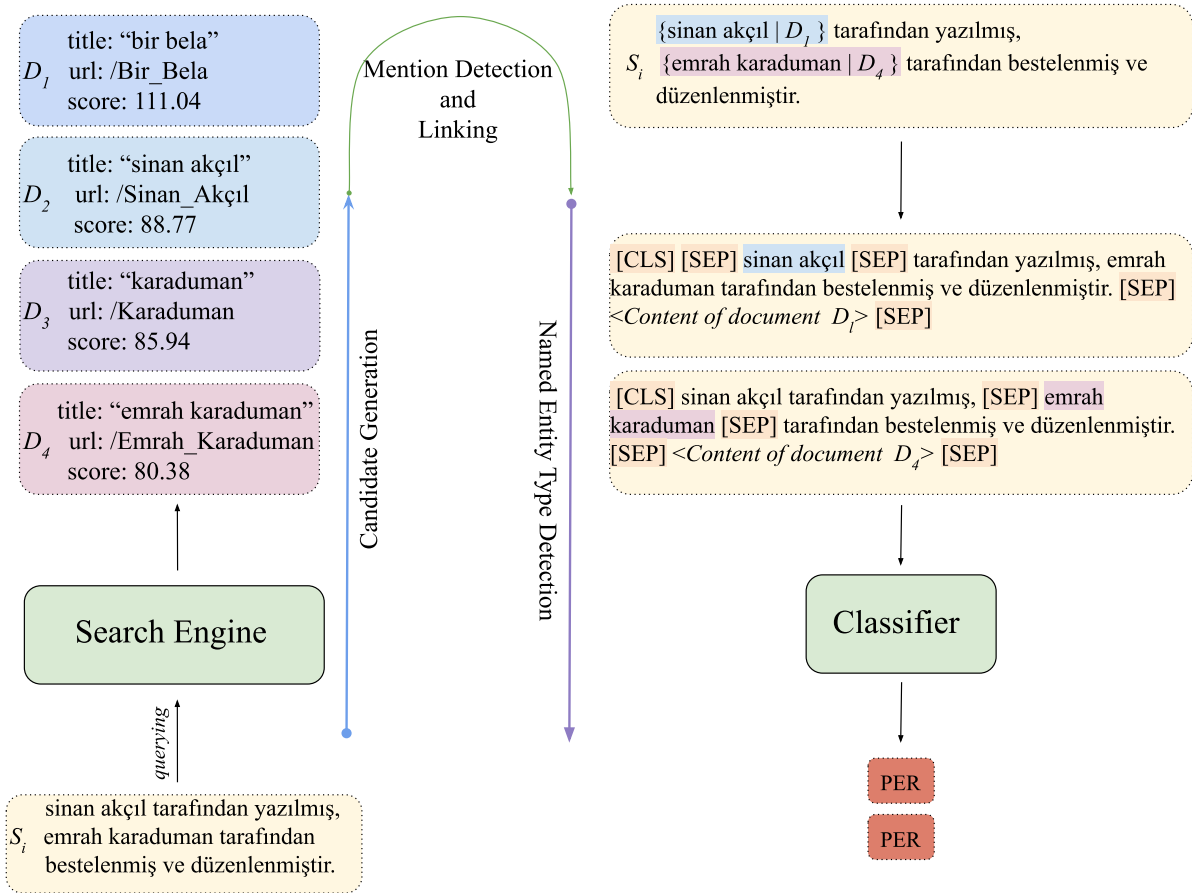 D1
title: “bir bela”
url: /Bir_Bela
score: 111.04
D2
title: “sinan akçıl”
url: /Sinan_Akçıl
score: 88.77
D3
title: “karaduman”
url: /Karaduman
score: 85.94
D4
title: “emrah karaduman”
url: /Emrah_Karaduman
score: 80.38
Search Engine
querying
Si
sinan akçıl tarafından yazılmış,
emrah karaduman tarafından
bestelenmiş ve düzenlenmiştir.
Candidate Generation
Mention Detection
and
Linking
Named Entity Type Detection
Si
{sinan akçıl | D1 } tarafından yazılmış,
{emrah karaduman | D4 } tarafından bestelenmiş ve
düzenlenmiştir.
[CLS] [SEP] sinan akçıl [SEP] tarafından yazılmış, emrah
karaduman tarafından bestelenmiş ve düzenlenmiştir. [SEP]
<Content of document D1> [SEP]
[CLS] sinan akçıl tarafından yazılmış, [SEP] emrah
karaduman [SEP] tarafından bestelenmiş ve düzenlenmiştir.
[SEP] <Content of document D4> [SEP]
Classifier
PER
PER